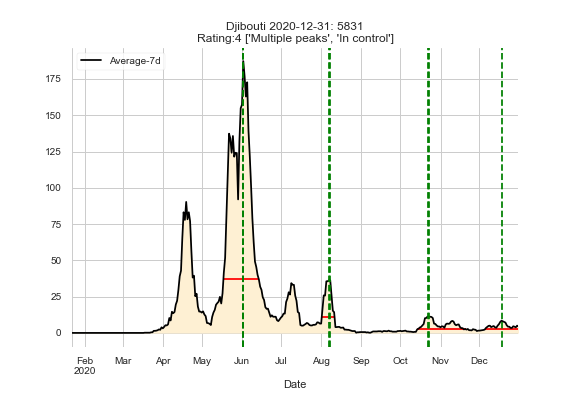 Djibouti 2020-12-31: 5831
Rating:4 ['Multiple peaks', 'In control']
Average-7d
175
150
125
100
75
50
25
0
Feb Mar Apr May Jun Jul Aug Sep Oct Nov Dec
2020
Date